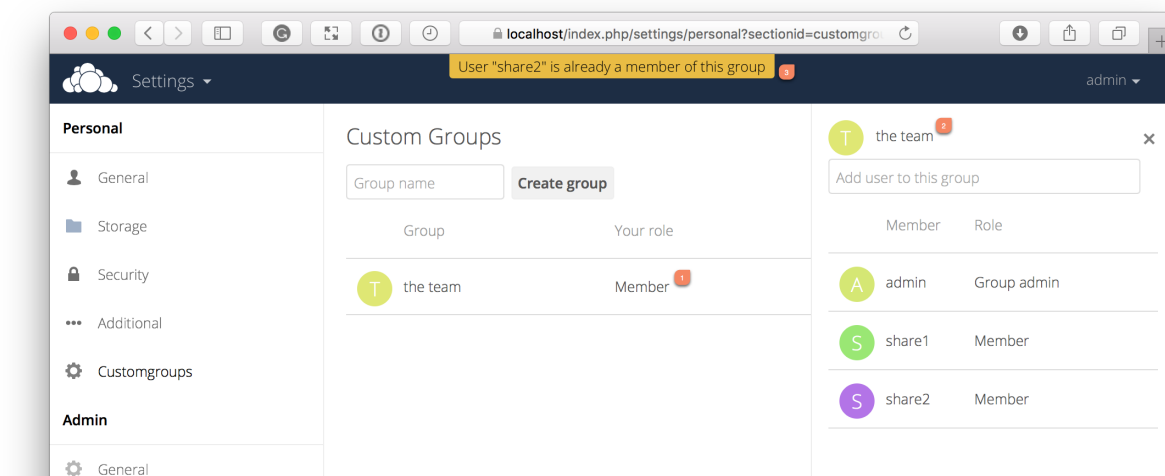 localhost/index.php/settings/personal?sectionid=customgro
User "share2" is already a member of this group 3
Settings
admin
Personal
General
Storage
Security
Additional
Customgroups
Admin
General
Custom Groups
Group name
Create group
Group Your role
T the team Member 1
T the team 2
Add user to this group
Member Role
A admin Group admin
S share1 Member
S share2 Member